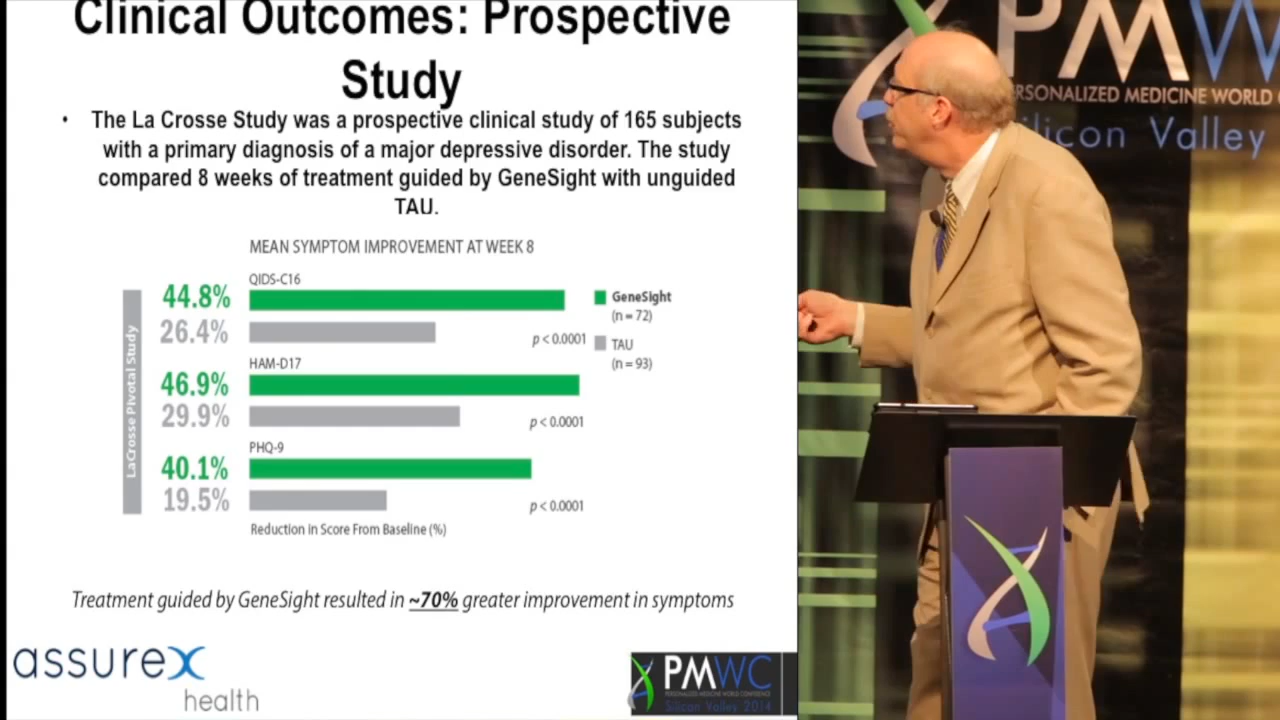 Clinical Outcomes: Prospective
Study
• The La Crosse Study was a prospective clinical study of 165 subjects
with a primary diagnosis of a major depressive disorder. The study
compared 8 weeks of treatment guided by GeneSight with unguided
TAU.
MEAN SYMPTOM IMPROVEMENT AT WEEK 8
LaCrosse Pivotal Study
QIDS-C16
44.8%
26.4%
p < 0.0001
GeneSight
(n = 72)
TAU
(n = 93)
HAM-D17
46.9%
29.9%
p < 0.0001
PHQ-9
40.1%
19.5%
p < 0.0001
Reduction in Score From Baseline (%)
Treatment guided by GeneSight resulted in ~70% greater improvement in symptoms
assurex
health
PMWC
PERSONALIZED MEDICINE WORLD CONFERENCE
Silicon Valley 2014
PMW
RSONALIZED MEDICINE WORLD
Silicon Valley